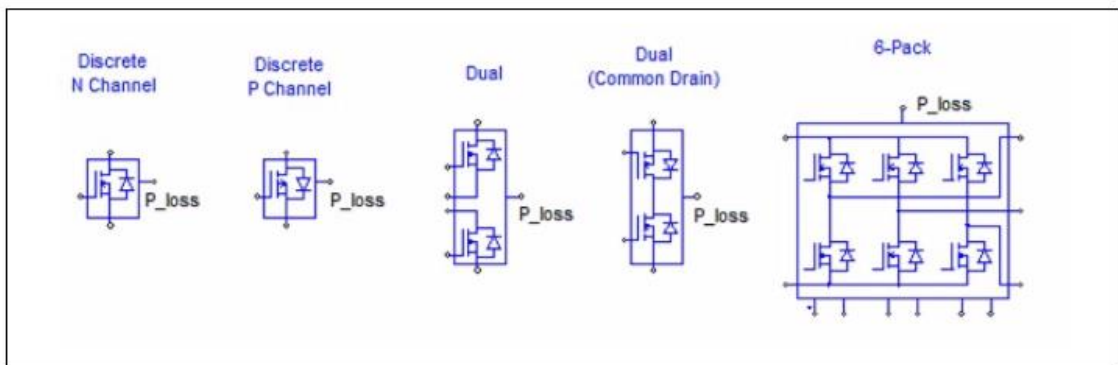 Discrete
N Channel
Discrete
P Channel
Dual
Dual
(Common Drain)
6-Pack
P_loss
P_loss
P_loss
P_loss
P_loss